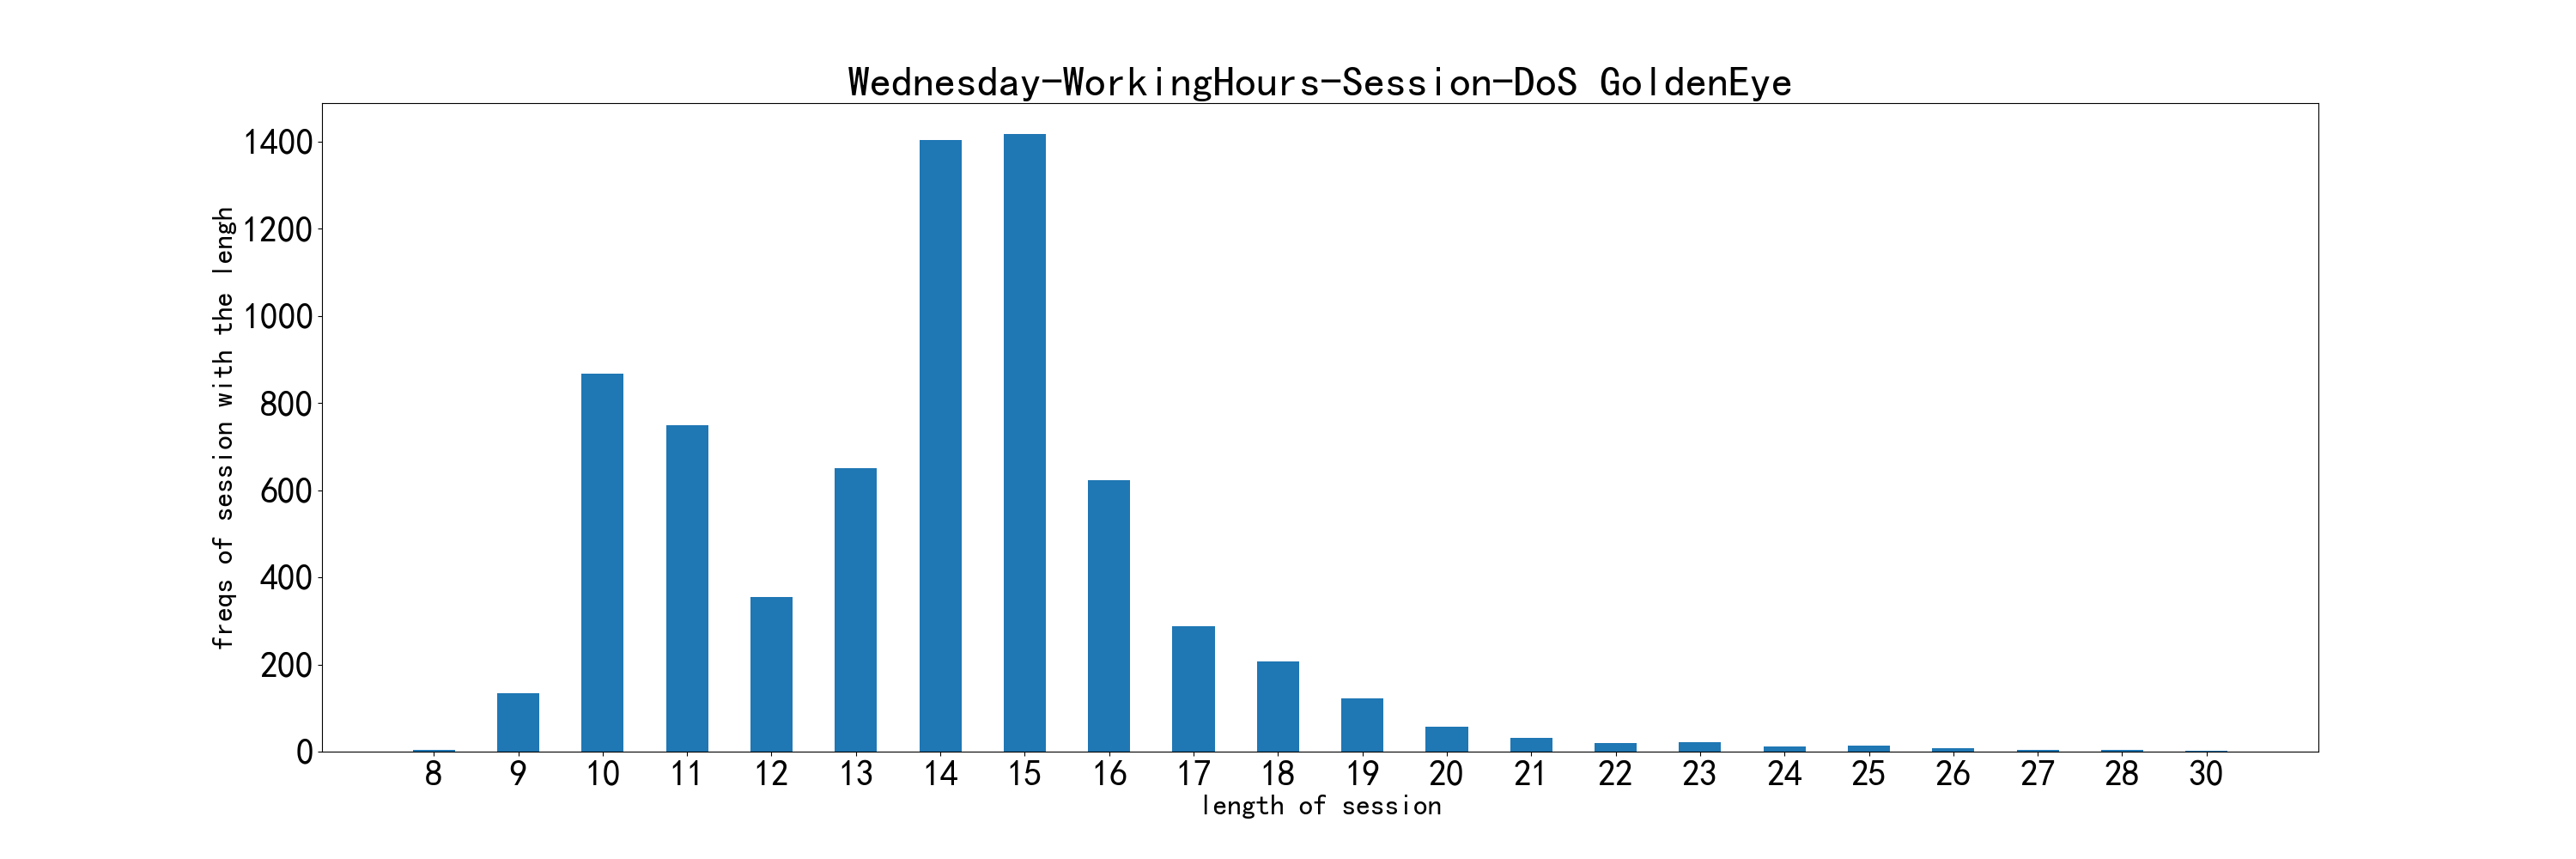 Wednesday-WorkingHours-Session-DoS GoldenEye
freqs of session with the lengh
1400
1200
1000
800
600
400
200
0
8 9 10 11 12 13 14 15 16 17 18 19 20 21 22 23 24 25 26 27 28 30
length of session